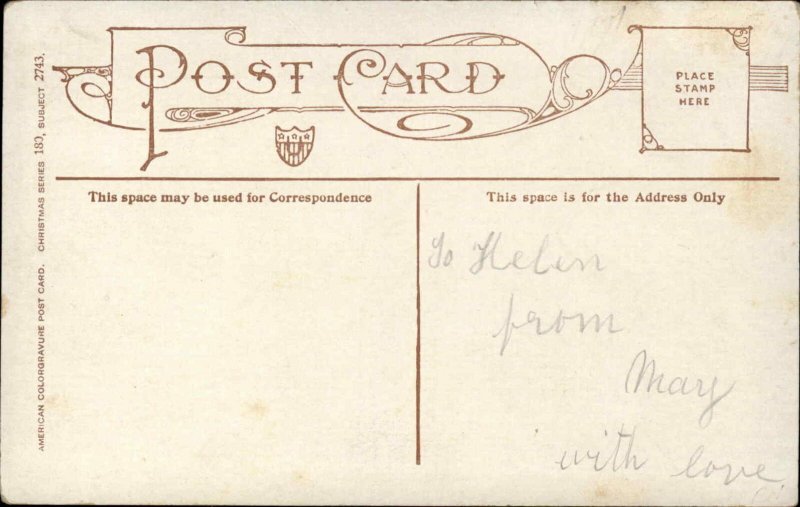 POST CARD
PLACE
STAMP
HERE
This space may be used for Correspondence
This space is for the Address Only
AMERICAN COLORGRAVURE POST CARD. CHRISTMAS SERIES 180, SUBJECT 2743.
To Helen
from
May
with love